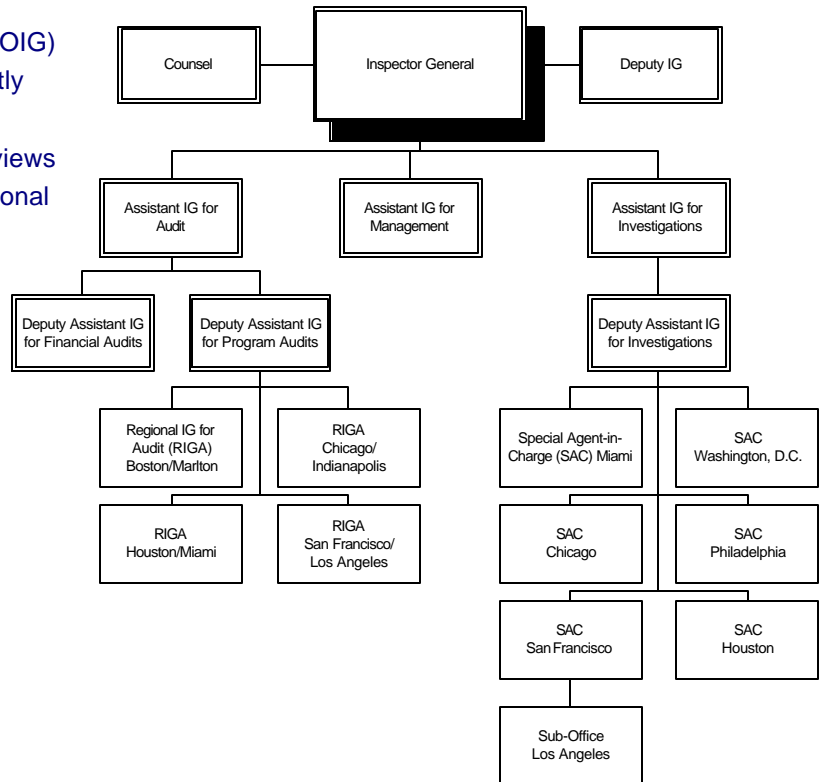 OIG)
tly
views
onal
Counsel
Inspector General
Deputy IG
Assistant IG for
Audit
Assistant IG for
Management
Assistant IG for
Investigations
Deputy Assistant IG
for Financial Audits
Deputy Assistant IG
for Program Audits
Deputy Assistant IG
for Investigations
Regional IG for
Audit (RIGA)
Boston/Marlton
RIGA
Chicago/
Indianapolis
Special Agent-in-
Charge (SAC) Miami
SAC
Washington, D.C.
RIGA
Houston/Miami
RIGA
San Francisco/
Los Angeles
SAC
Chicago
SAC
Philadelphia
SAC
San Francisco
SAC
Houston
Sub-Office
Los Angeles